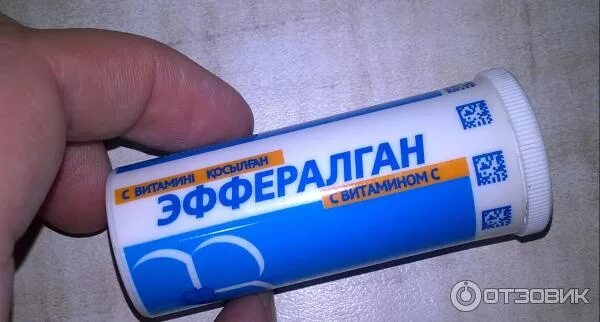 С ВИТАМИНІ ҚОСЫЛҒАН
ЭФФЕРАЛГАН
С ВИТАМИНОМ С
ОТЗОВИК